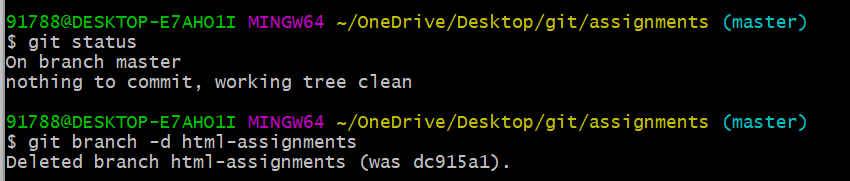 91788@DESKTOP-E7AHO1I MINGW64 ~/OneDrive/Desktop/git/assignments (master)
$ git status
On branch master
nothing to commit, working tree clean
91788@DESKTOP-E7AHO1I MINGW64 ~/OneDrive/Desktop/git/assignments (master)
$ git branch -d html-assignments
Deleted branch html-assignments (was dc915a1).